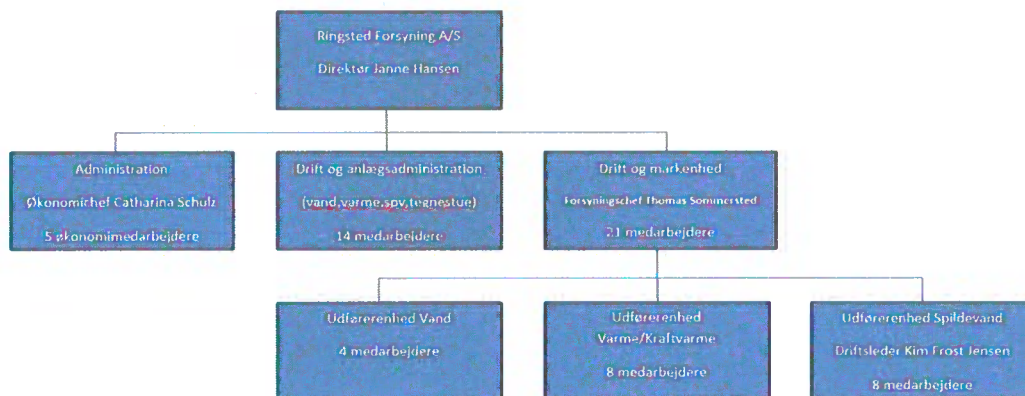 Ringsted Forsyning A/S
Direktør Janne Hansen
Administration
Økonomichef Catharina Schulz
5 økonomimedarbejdere
Drift og anlægsadministration
(vand,varme,spv,tegnestue)
14 medarbejdere
Drift og markenhed
Forsyningschef Thomas Sommersted
21 medarbejdere
Udførerenhed Vand
4 medarbejdere
Udførerenhed
Varme/Kraftvarme
8 medarbejdere
Udførerenhed Spildevand
Driftsleder Kim Frost Jensen
8 medarbejdere